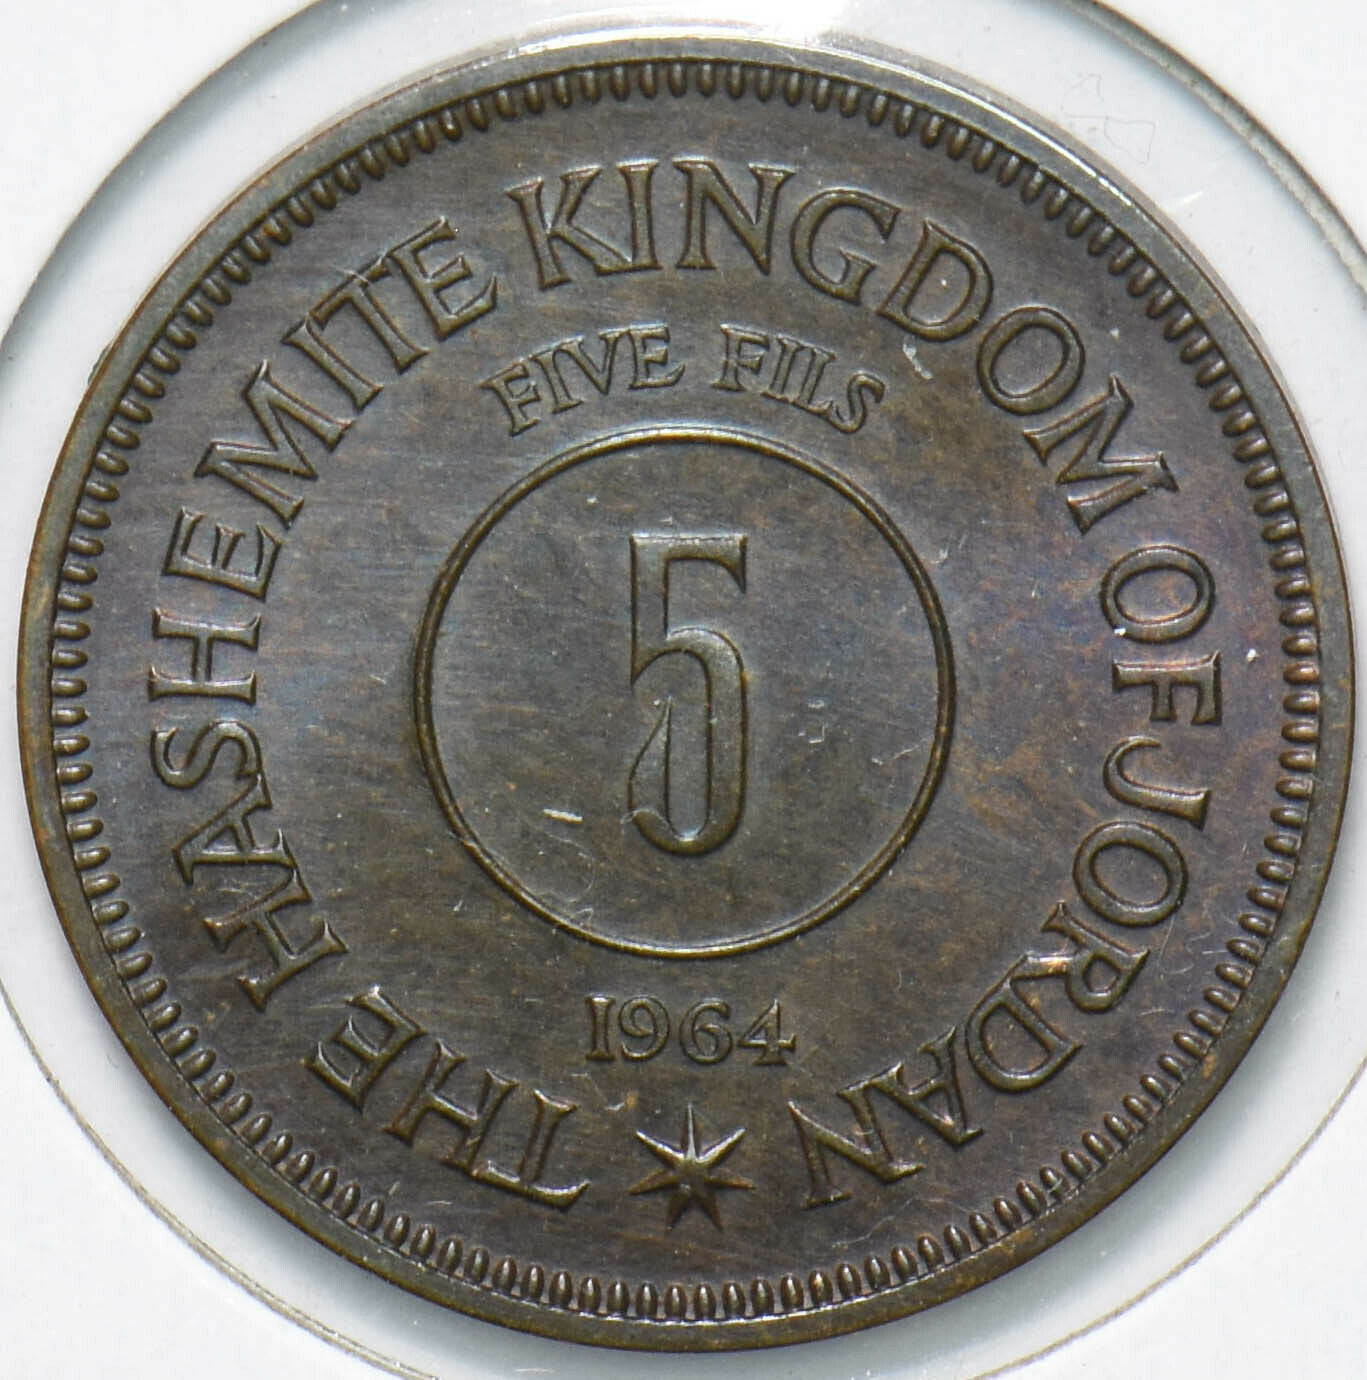 THE HASHEMITE KINGDOM OF JORDAN
FIVE FILS
5
1964